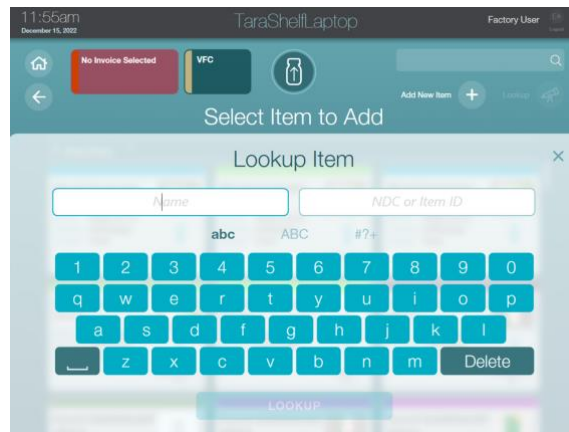 11:55am
December 15, 2022
TaraShelfLaptop
Factory User
No Invoice Selected
VFC
Add New Item
Lookup
Select Item to Add
Lookup Item
Name
NDC or Item ID
abc ABC #?+
1 2 3 4 5 6 7 8 9 0
q w e r t y u i o p
a s d f g h j k l
z x c v b n m Delete
LOOKUP